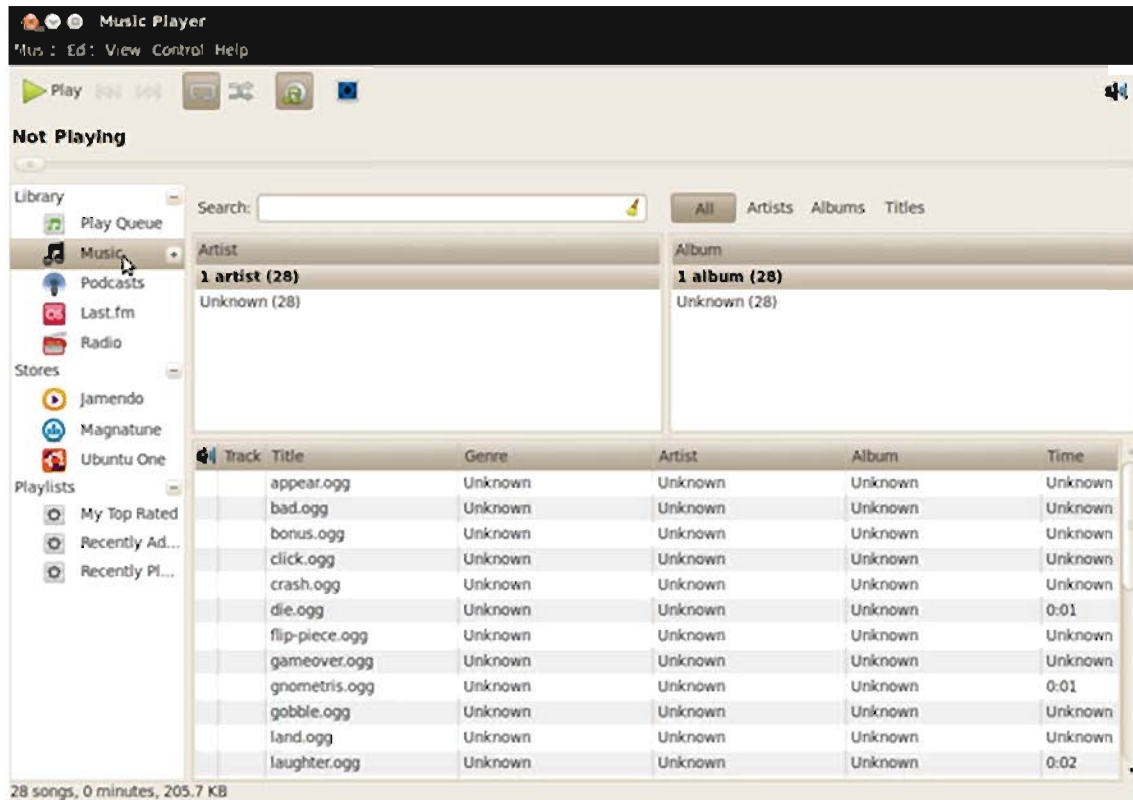 Music Player
View Control Help
Play
Not Playing
Library
Play Queue
Music
Podcasts
Last.fm
Radio
Stores
Jamendo
Magnatune
Ubuntu One
Playlists
My Top Rated
Recently Ad...
Recently Pl...
Search:
All Artists Albums Titles
Artist
1 artist (28)
Unknown (28)
Album
1 album (28)
Unknown (28)
Track Title Genre Artist Album Time
appear.ogg Unknown Unknown Unknown Unknown
bad.ogg Unknown Unknown Unknown Unknown
bonus.ogg Unknown Unknown Unknown Unknown
click.ogg Unknown Unknown Unknown Unknown
crash.ogg Unknown Unknown Unknown Unknown
die.ogg Unknown Unknown Unknown 0:01
flip-piece.ogg Unknown Unknown Unknown Unknown
gameover.ogg Unknown Unknown Unknown Unknown
gnometris.ogg Unknown Unknown Unknown 0:01
gobble.ogg Unknown Unknown Unknown Unknown
land.ogg Unknown Unknown Unknown Unknown
laughter.ogg Unknown Unknown Unknown 0:02
28 songs, 0 minutes, 205.7 KB